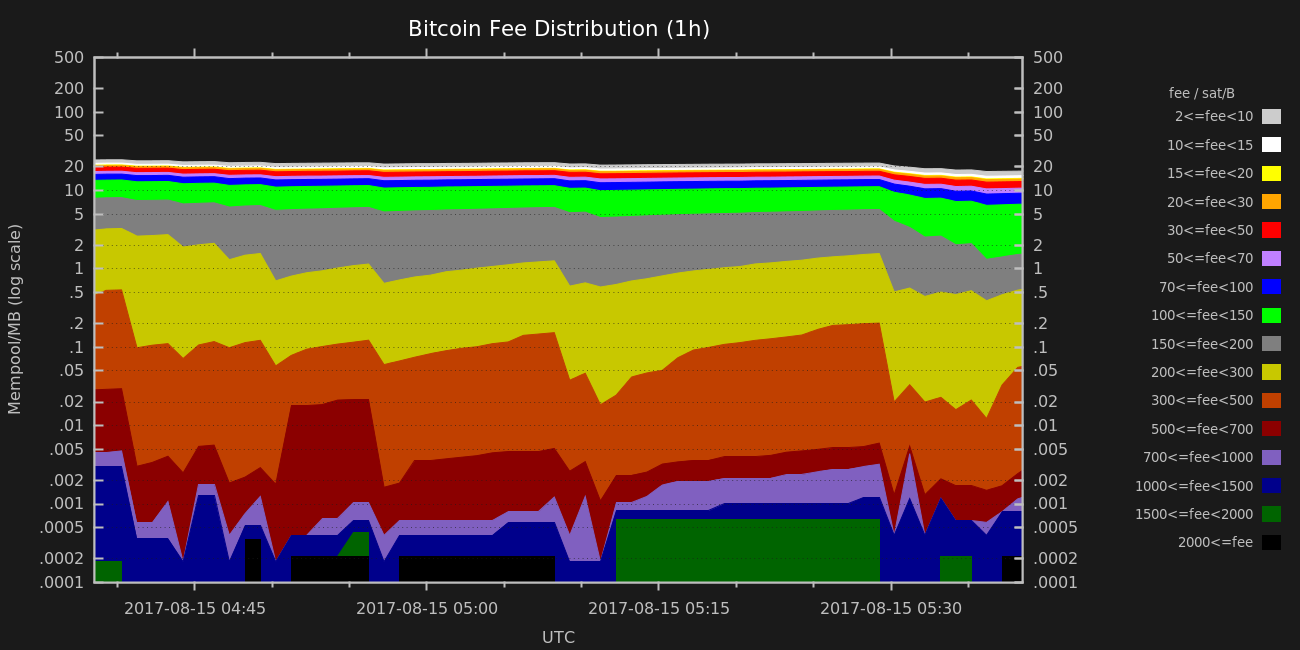 Bitcoin Fee Distribution (1h)
500 500
200 200
100 100
50 50
20 20
10 10
5 5
2 2
1 1
.5 .5
.2 .2
.1 .1
.05 .05
.02 .02
.01 .01
.005 .005
.002 .002
.001 .001
.0005 .0005
.0002 .0002
.0001 .0001
Mempool/MB (log scale)
2017-08-15 04:45 2017-08-15 05:00 2017-08-15 05:15 2017-08-15 05:30
UTC
fee / sat/B
2<=fee<10
10<=fee<15
15<=fee<20
20<=fee<30
30<=fee<50
50<=fee<70
70<=fee<100
100<=fee<150
150<=fee<200
200<=fee<300
300<=fee<500
500<=fee<700
700<=fee<1000
1000<=fee<1500
1500<=fee<2000
2000<=fee